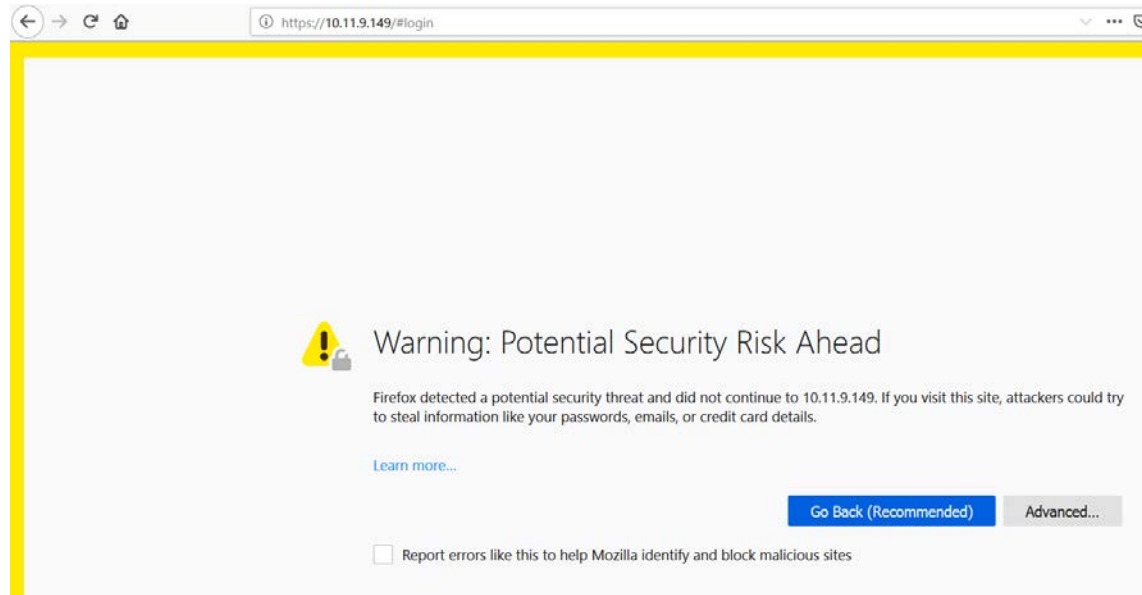 https://10.11.9.149/#login
Warning: Potential Security Risk Ahead
Firefox detected a potential security threat and did not continue to 10.11.9.149. If you visit this site, attackers could try
to steal information like your passwords, emails, or credit card details.
Learn more...
Go Back (Recommended) Advanced...
Report errors like this to help Mozilla identify and block malicious sites